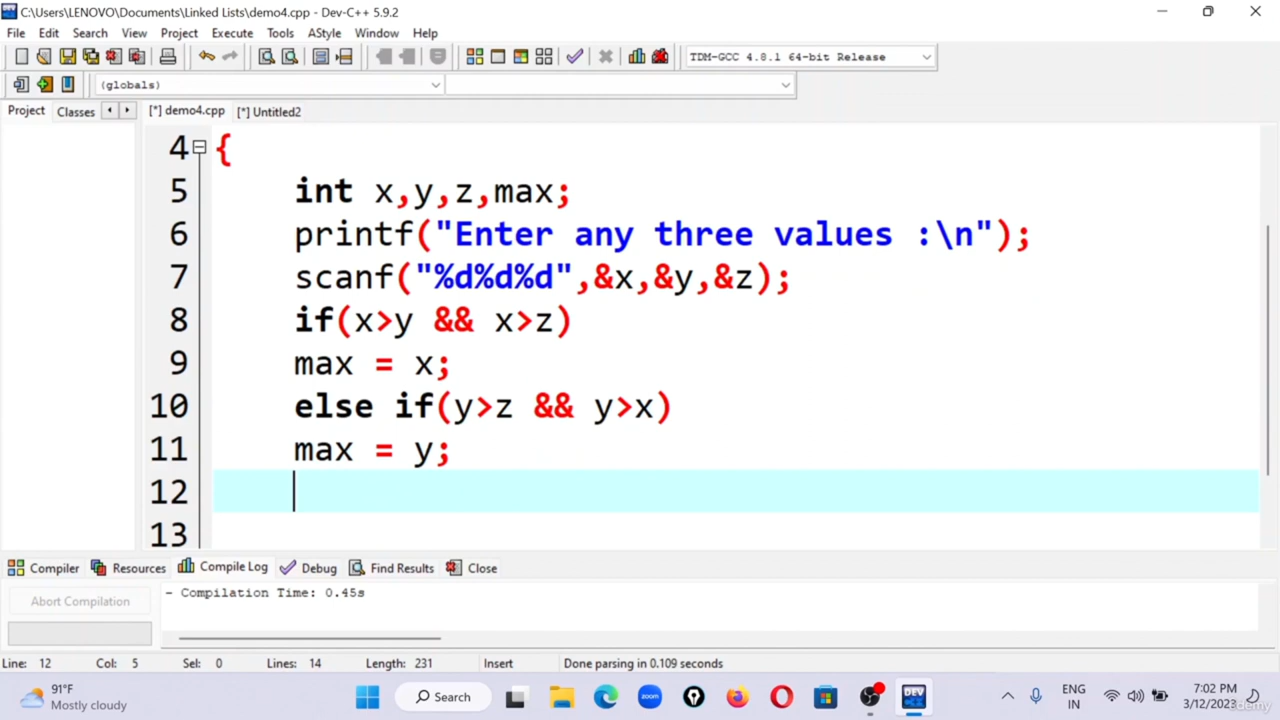 C:\Users\LENOVO\Documents\Linked Lists\demo4.cpp - Dev-C++ 5.9.2
File Edit Search View Project Execute Tools AStyle Window Help
TDM-GCC 4.8.1 64-bit Release
(globals)
Project Classes [*] demo4.cpp [*] Untitled2
4 {
5 int x,y,z,max;
6 printf("Enter any three values :\n");
7 scanf("%d%d%d",&x,&y,&z);
8 if(x>y && x>z)
9 max = x;
10 else if(y>z && y>x)
11 max = y;
12
13
Compiler Resources Compile Log Debug Find Results Close
Abort Compilation
- Compilation Time: 0.45s
Line: 12 Col: 5 Sel: 0 Lines: 14 Length: 231 Insert Done parsing in 0.109 seconds
91°F
Mostly cloudy
Search
zoom
DEV
ENG
IN
7:02 PM
3/12/2023
Udemy